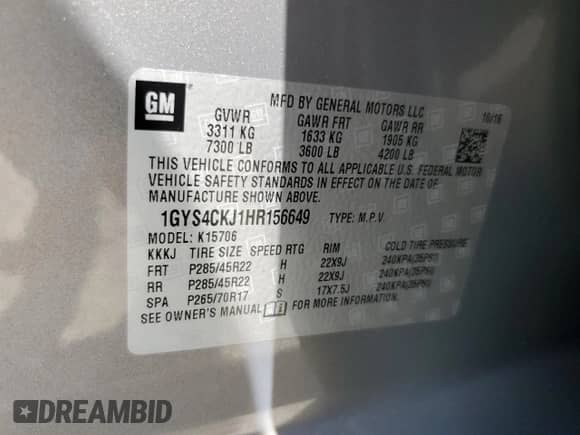 GM
MFD BY GENERAL MOTORS LLC
GVWR GAWR FRT GAWR RR 10/16
3311 KG 1633 KG 1905 KG
7300 LB 3600 LB 4200 LB
THIS VEHICLE CONFORMS TO ALL APPLICABLE U.S. FEDERAL MOTOR
VEHICLE SAFETY STANDARDS IN EFFECT ON THE DATE OF
MANUFACTURE SHOWN ABOVE.
1GYS4CKJ1HR156649 TYPE: M.P.V.
MODEL: K15706
KKKJ TIRE SIZE SPEED RTG RIM COLD TIRE PRESSURE
FRT P285/45R22 H 22X9J 240KPA(35PSI)
RR P285/45R22 H 22X9J 240KPA(35PSI)
SPA P265/70R17 S 17X7.5J 240KPA(35PSI)
SEE OWNER'S MANUAL FOR MORE INFORMATION
DREAMBID